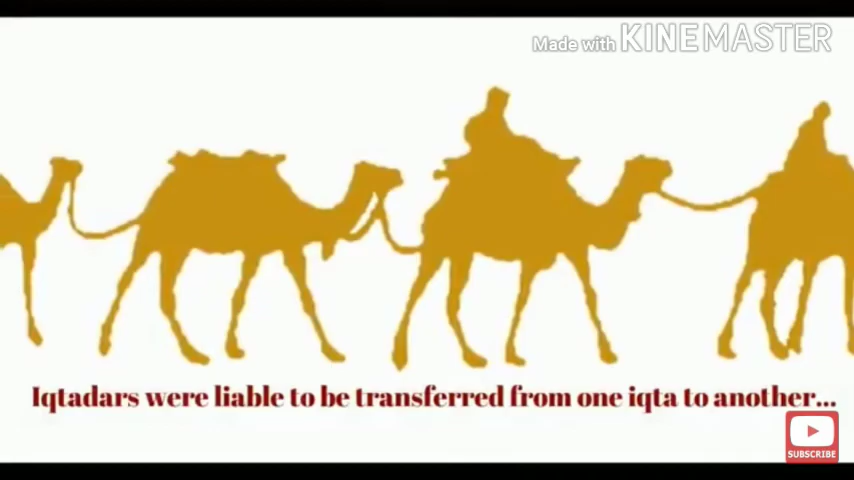 Made with KINEMASTER
Iqtadars were liable to be transferred from one iqta to another...
SUBSCRIBE